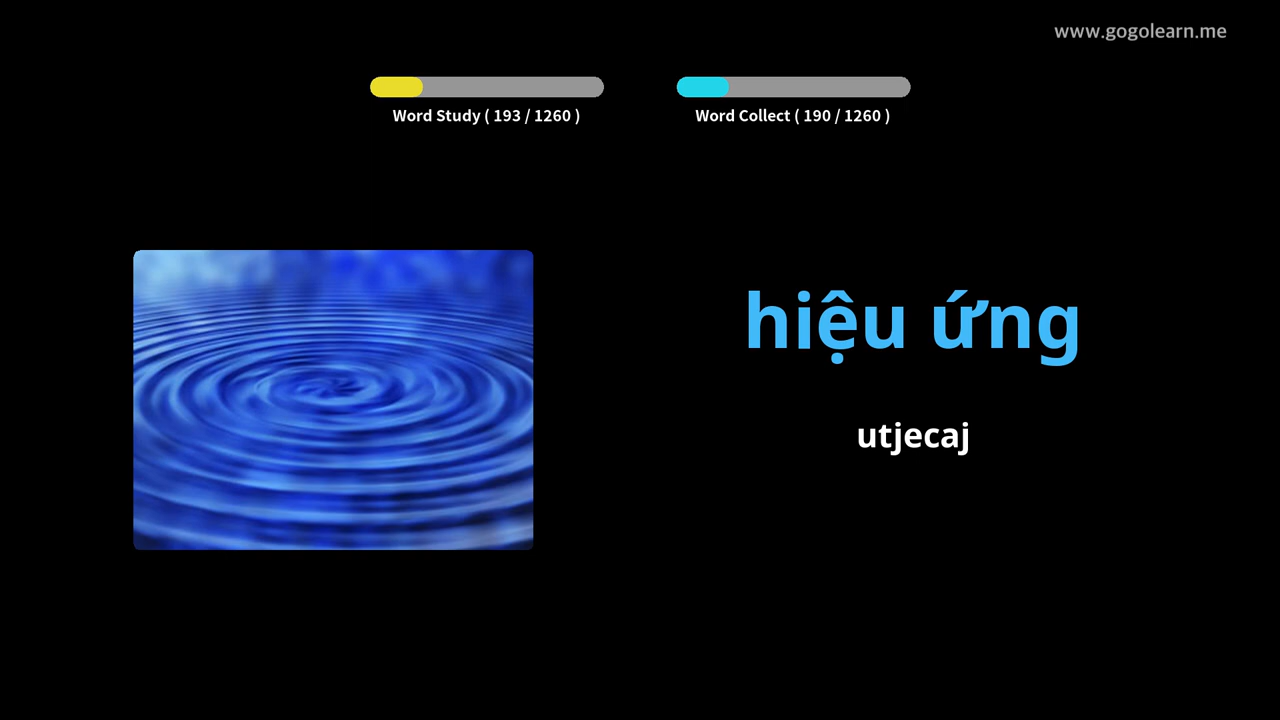 www.gogolearn.me
Word Study ( 193 / 1260 )
Word Collect ( 190 / 1260 )
hiệu ứng
utjecaj